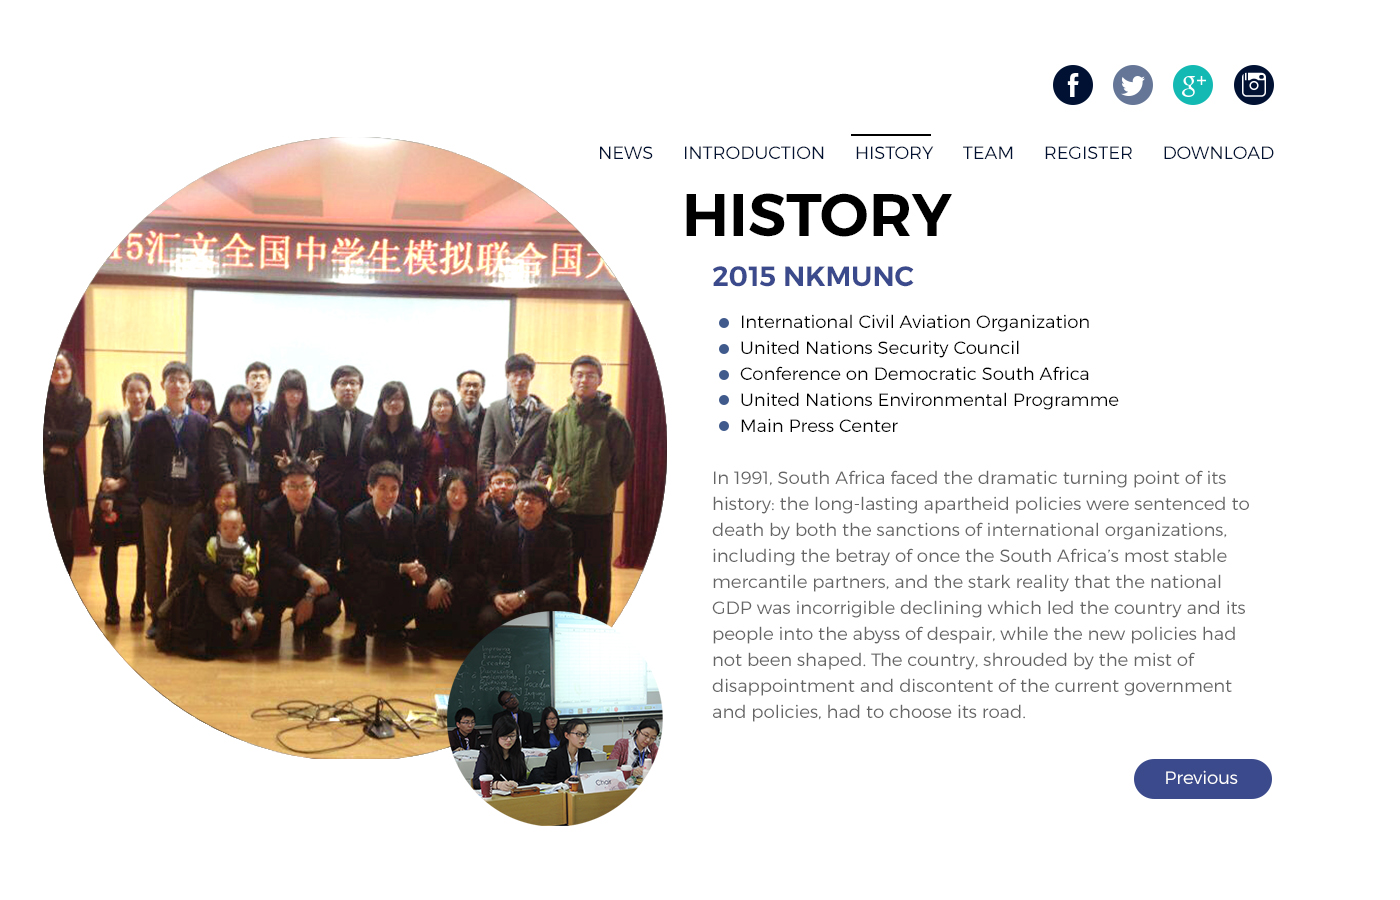 NEWS INTRODUCTION HISTORY TEAM REGISTER DOWNLOAD
HISTORY
2015 NKMUNC
International Civil Aviation Organization
United Nations Security Council
Conference on Democratic South Africa
United Nations Environmental Programme
Main Press Center
In 1991, South Africa faced the dramatic turning point of its
history: the long-lasting apartheid policies were sentenced to
death by both the sanctions of international organizations,
including the betray of once the South Africa's most stable
mercantile partners, and the stark reality that the national
GDP was incorrigible declining which led the country and its
people into the abyss of despair, while the new policies had
not been shaped. The country, shrouded by the mist of
disappointment and discontent of the current government
and policies, had to choose its road.
Previous
15汇文全国中学生模拟联合国大
Chair